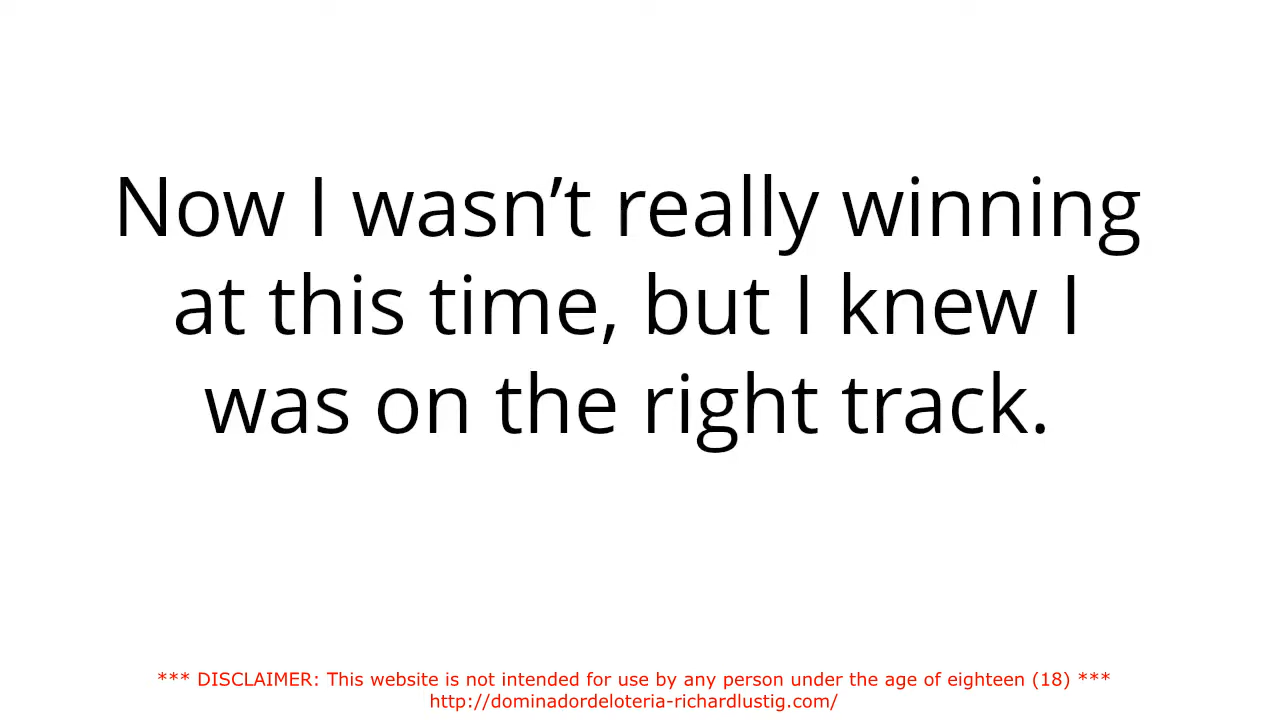 Now I wasn’t really winning
at this time, but I knew I
was on the right track.
*** DISCLAIMER: This website is not intended for use by any person under the age of eighteen (18) ***
http://dominadordeloteria-richardlustig.com/